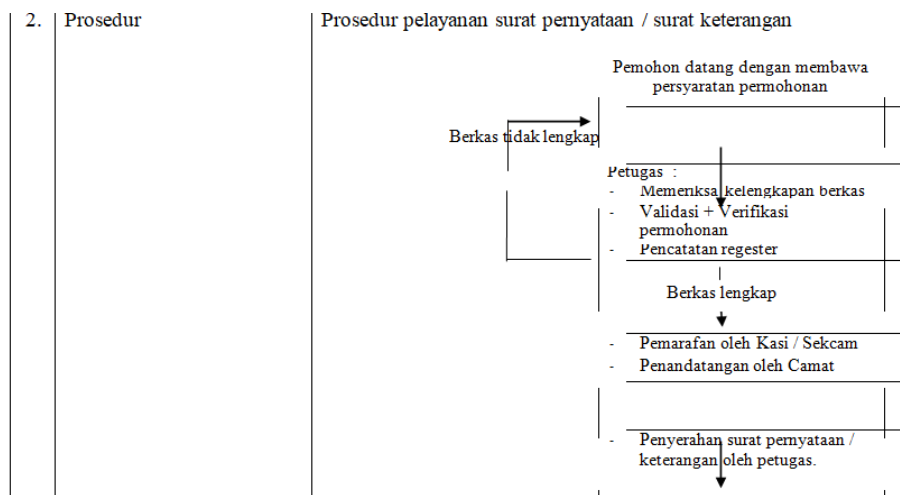 2. Prosedur Prosedur pelayanan surat pernyataan / surat keterangan
Pemohon datang dengan membawa
persyaratan permohonan
Berkas tidak lengkap
Petugas :
- Memeriksa kelengkapan berkas
- Validasi + Verifikasi
permohonan
- Pencatatan regester
Berkas lengkap
- Pemarafan oleh Kasi / Sekcam
- Penandatangan oleh Camat
- Penyerahan surat pernyataan /
keterangan oleh petugas.